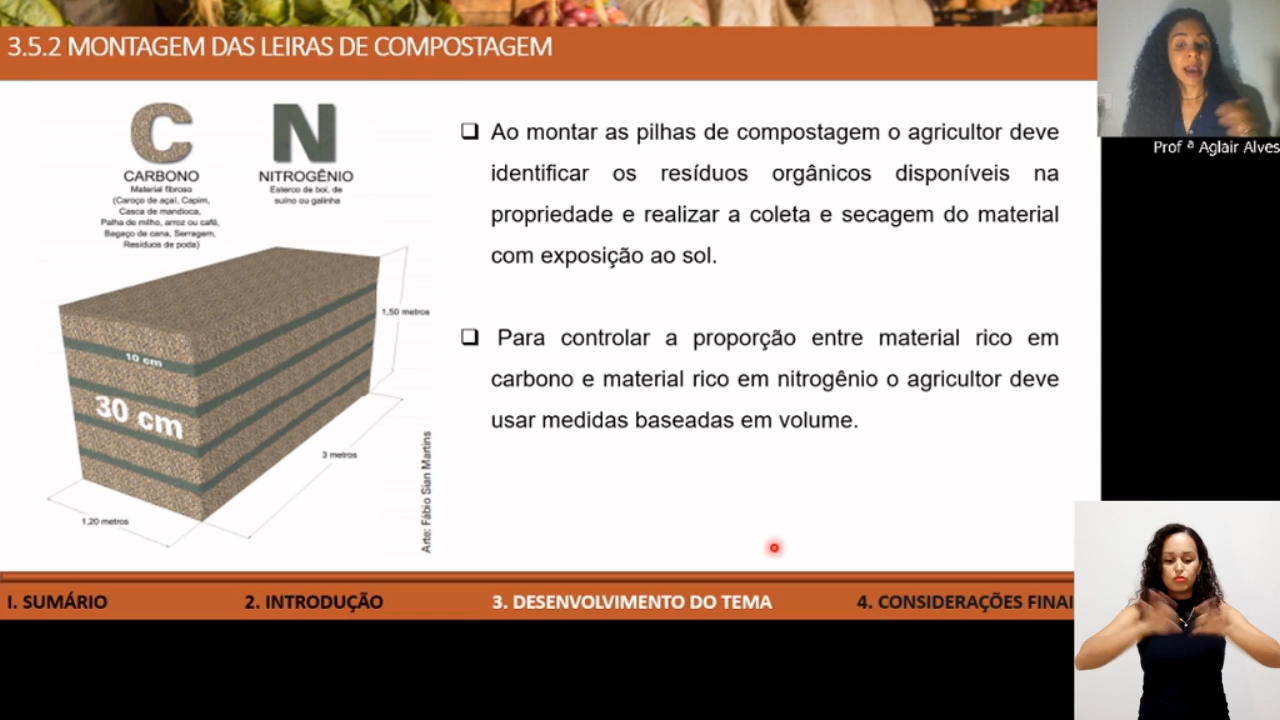 3.5.2 MONTAGEM DAS LEIRAS DE COMPOSTAGEM
C N
CARBONO
Material fibroso
(Caroço de açaí, Capim,
Casca de mandioca,
Palha de milho, arroz ou café,
Bagaço de cana, Serragem,
Resíduos de poda)
NITROGÊNIO
Esterco de boi, de
suíno ou galinha
1,50 metros
10 cm
30 cm
3 metros
1,20 metros
Arte: Fábio Sian Martins
Ao montar as pilhas de compostagem o agricultor deve
identificar os resíduos orgânicos disponíveis na
propriedade e realizar a coleta e secagem do material
com exposição ao sol.
Para controlar a proporção entre material rico em
carbono e material rico em nitrogênio o agricultor deve
usar medidas baseadas em volume.
Prof ª Aglair Alves
I. SUMÁRIO
2. INTRODUÇÃO
3. DESENVOLVIMENTO DO TEMA
4. CONSIDERAÇÕES FINAI